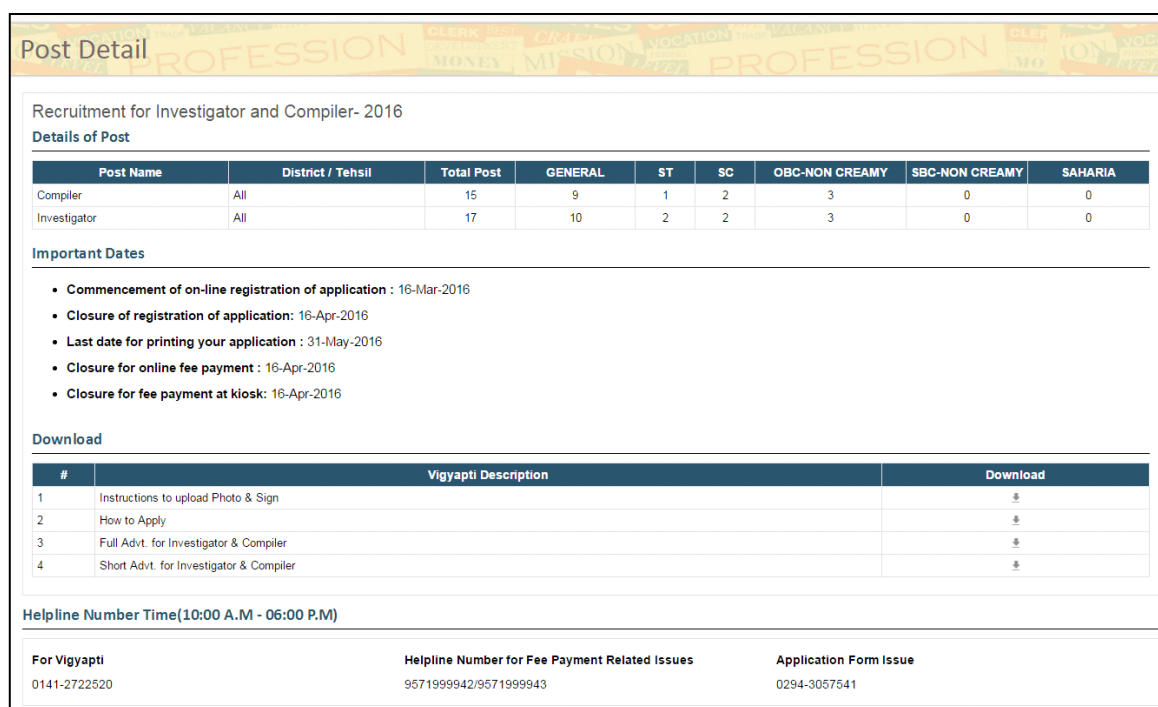 Post Detail
PROFESSION MONEY MISSION VOCATION PROFESSION
Recruitment for Investigator and Compiler- 2016
Details of Post
Post Name District / Tehsil Total Post GENERAL ST SC OBC-NON CREAMY SBC-NON CREAMY SAHARIA
Compiler All 15 9 1 2 3 0 0
Investigator All 17 10 2 2 3 0 0
Important Dates
• Commencement of on-line registration of application : 16-Mar-2016
• Closure of registration of application: 16-Apr-2016
• Last date for printing your application : 31-May-2016
• Closure for online fee payment : 16-Apr-2016
• Closure for fee payment at kiosk: 16-Apr-2016
Download
# Vigyapti Description Download
1 Instructions to upload Photo & Sign
2 How to Apply
3 Full Advt. for Investigator & Compiler
4 Short Advt. for Investigator & Compiler
Helpline Number Time(10:00 A.M - 06:00 P.M)
For Vigyapti Helpline Number for Fee Payment Related Issues Application Form Issue
0141-2722520 9571999942/9571999943 0294-3057541